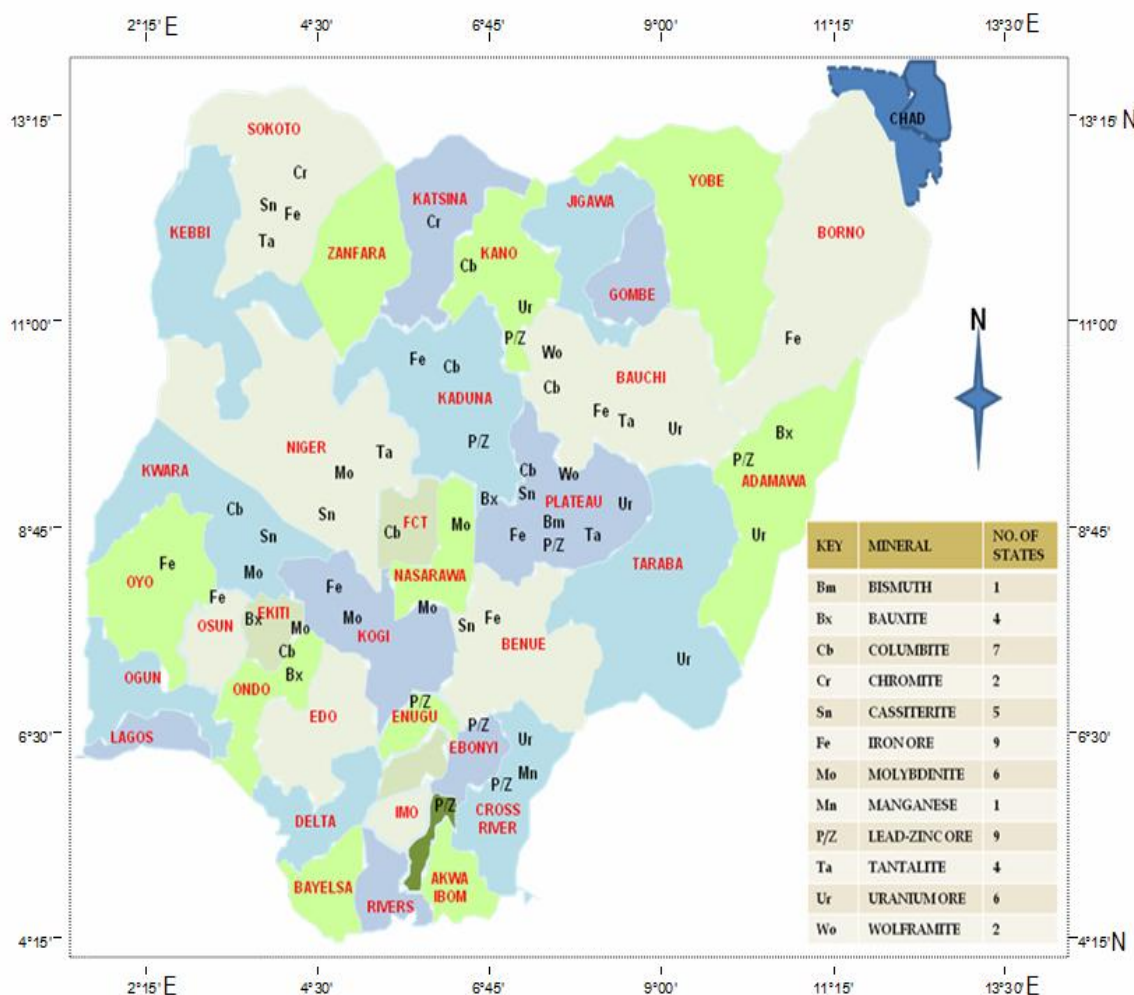 2°15' E 4°30' 6°45' 9°00' 11°15' 13°30' E
13°15' 13°15' N
CHAD
SOKOTO
Cr
Sn Fe
Ta
KEBBI
ZANFARA
KATSINA
Cr
KANO
Cb
Ur
P/Z
JIGAWA
GOMBE
YOBE
BORNO
Fe
11°00' 11°00'
N
Fe Cb
KADUNA
P/Z
Wo
Cb
BAUCHI
Fe Ta Ur
Bx
P/Z
ADAMAWA
Ur
NIGER
Ta
Mo
Sn
KWARA
Cb
Sn
Mo
FCT
Cb
Mo
NASARAWA
Mo
Cb Wo
Sn
Bx PLATEAU Ur
Bm
Fe P/Z Ta
TARABA
Ur
8°45' 8°45'
OYO
Fe
Fe
OSUN
EKITI
Bx Mo
Cb
Bx
ONDO
Fe
Mo
KOGI
Sn Fe
BENUE
OGUN
LAGOS
EDO
6°30' 6°30'
P/Z
ENUGU
P/Z
EBONYI
Ur
Mn
P/Z
CROSS
RIVER
DELTA
IMO
P/Z
BAYELSA
RIVERS
AKWA
IBOM
4°15' 4°15' N
KEY MINERAL NO. OF
STATES
Bm BISMUTH 1
Bx BAUXITE 4
Cb COLUMBITE 7
Cr CHROMITE 2
Sn CASSITERITE 5
Fe IRON ORE 9
Mo MOLYBDINITE 6
Mn MANGANESE 1
P/Z LEAD-ZINC ORE 9
Ta TANTALITE 4
Ur URANIUM ORE 6
Wo WOLFRAMITE 2
2°15' E 4°30' 6°45' 9°00' 11°15' 13°30' E